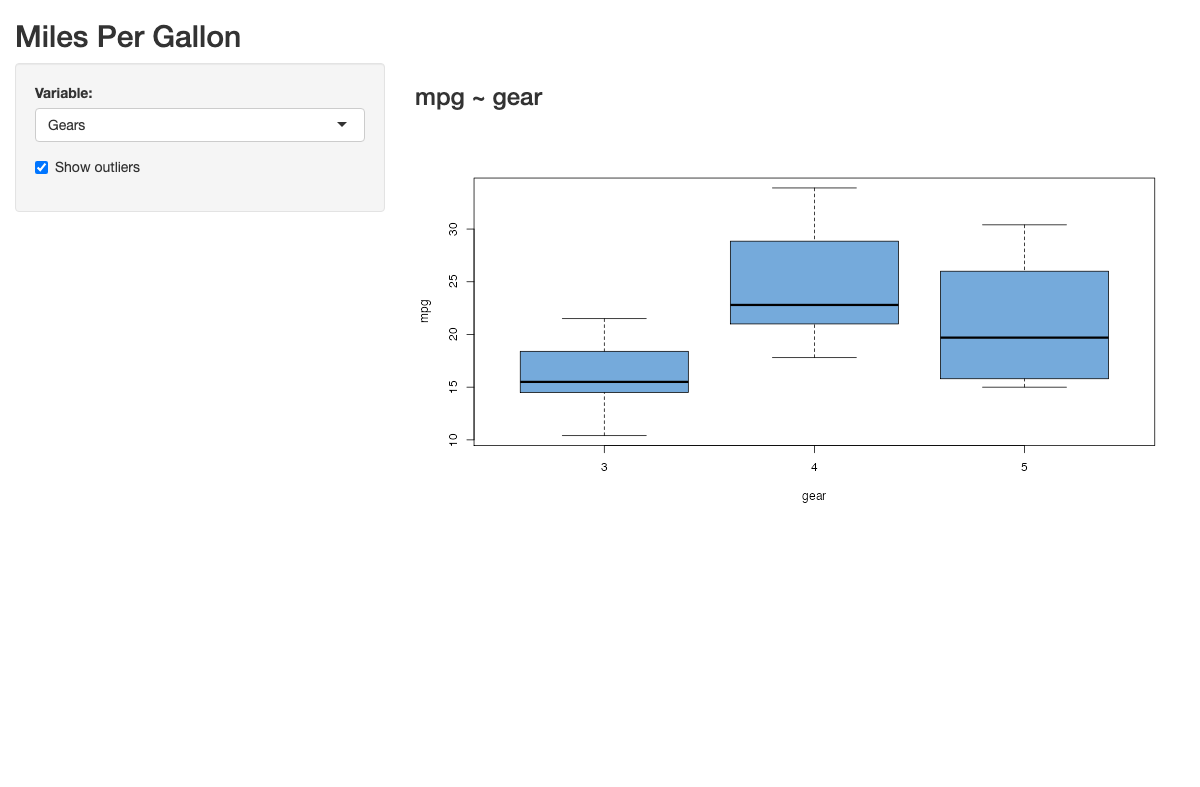 Miles Per Gallon
Variable:
Gears
Show outliers
mpg ~ gear
30
25
20
15
10
mpg
3 4 5
gear